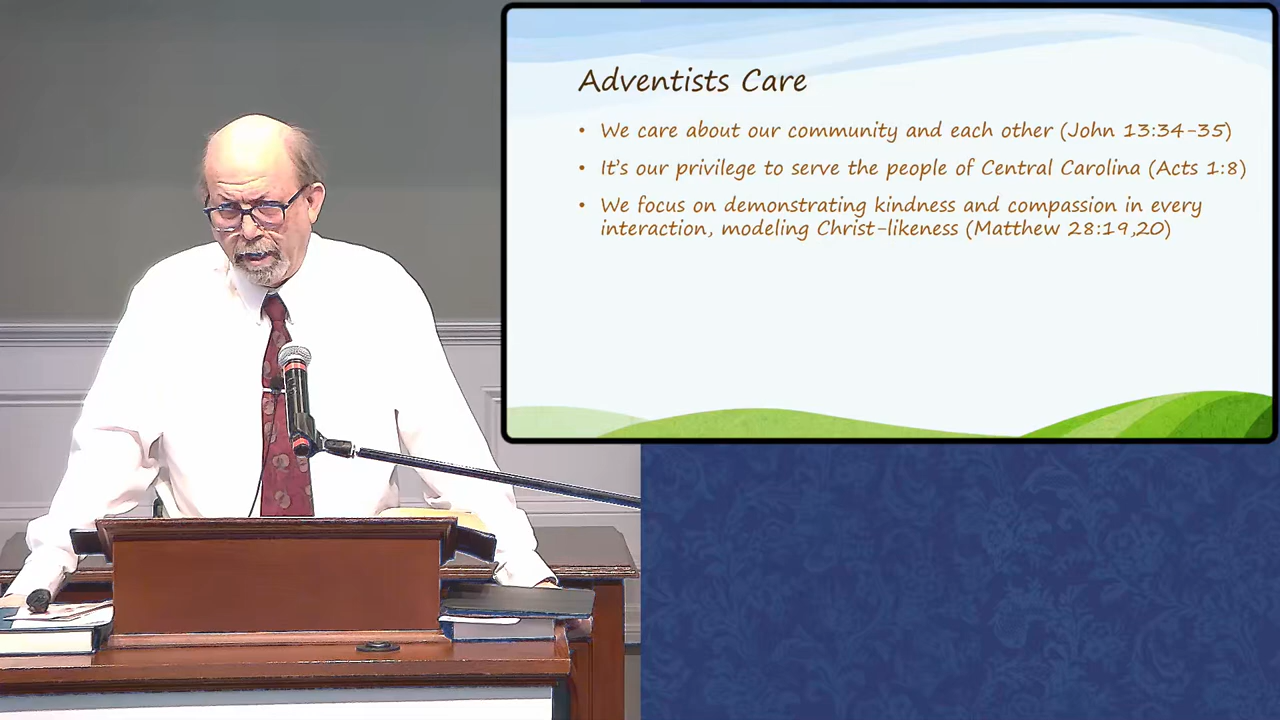 Adventists Care
• We care about our community and each other (John 13:34-35)
• It's our privilege to serve the people of Central Carolina (Acts 1:8)
• We focus on demonstrating kindness and compassion in every
interaction, modeling Christ-likeness (Matthew 28:19,20)